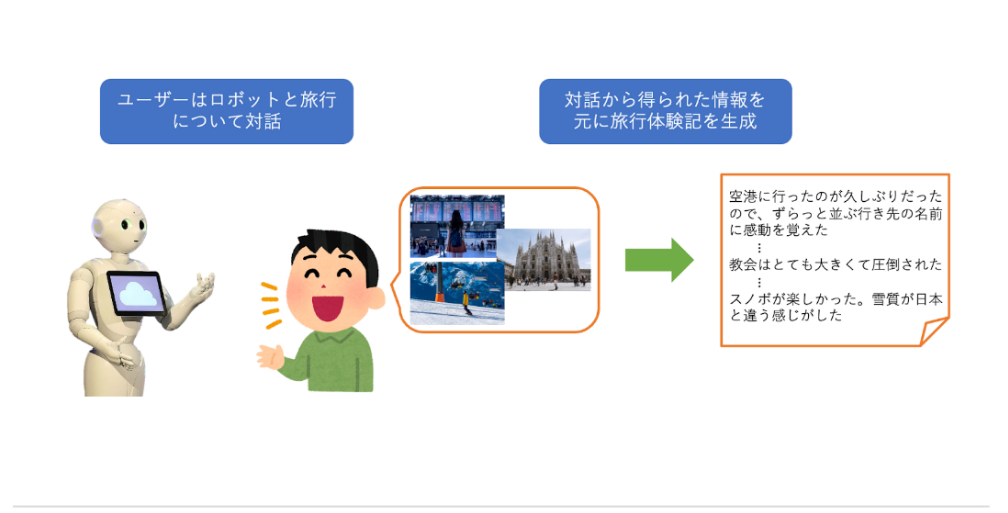 ユーザーはロボットと旅行
について対話
対話から得られた情報を
元に旅行体験記を生成
空港に行ったのが久しぶりだった
ので、ずらっと並ぶ行き先の名前
に感動を覚えた
⋮
教会はとても大きくて圧倒された
⋮
スノボが楽しかった。雪質が日本
と違う感じがした